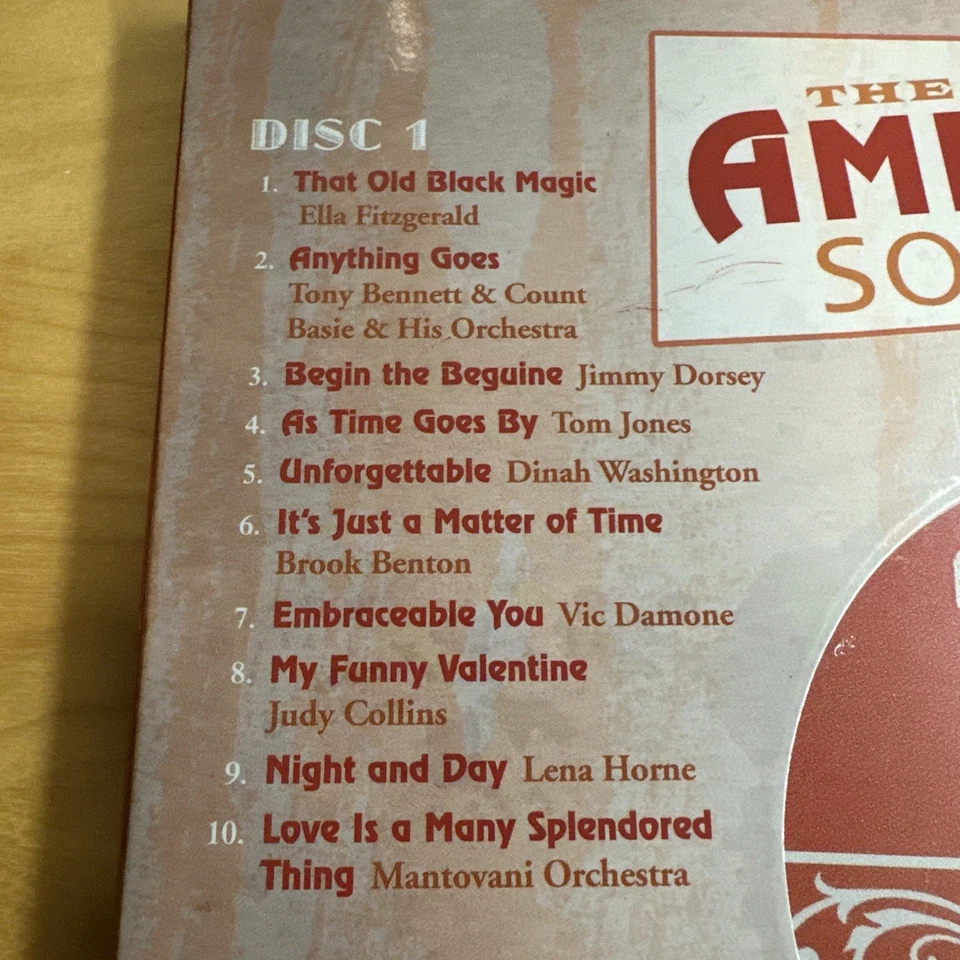 DISC 1
1. That Old Black Magic
Ella Fitzgerald
2. Anything Goes
Tony Bennett & Count
Basie & His Orchestra
3. Begin the Beguine Jimmy Dorsey
4. As Time Goes By Tom Jones
5. Unforgettable Dinah Washington
6. It's Just a Matter of Time
Brook Benton
7. Embraceable You Vic Damone
8. My Funny Valentine
Judy Collins
9. Night and Day Lena Horne
10. Love Is a Many Splendored
Thing Mantovani Orchestra
THE